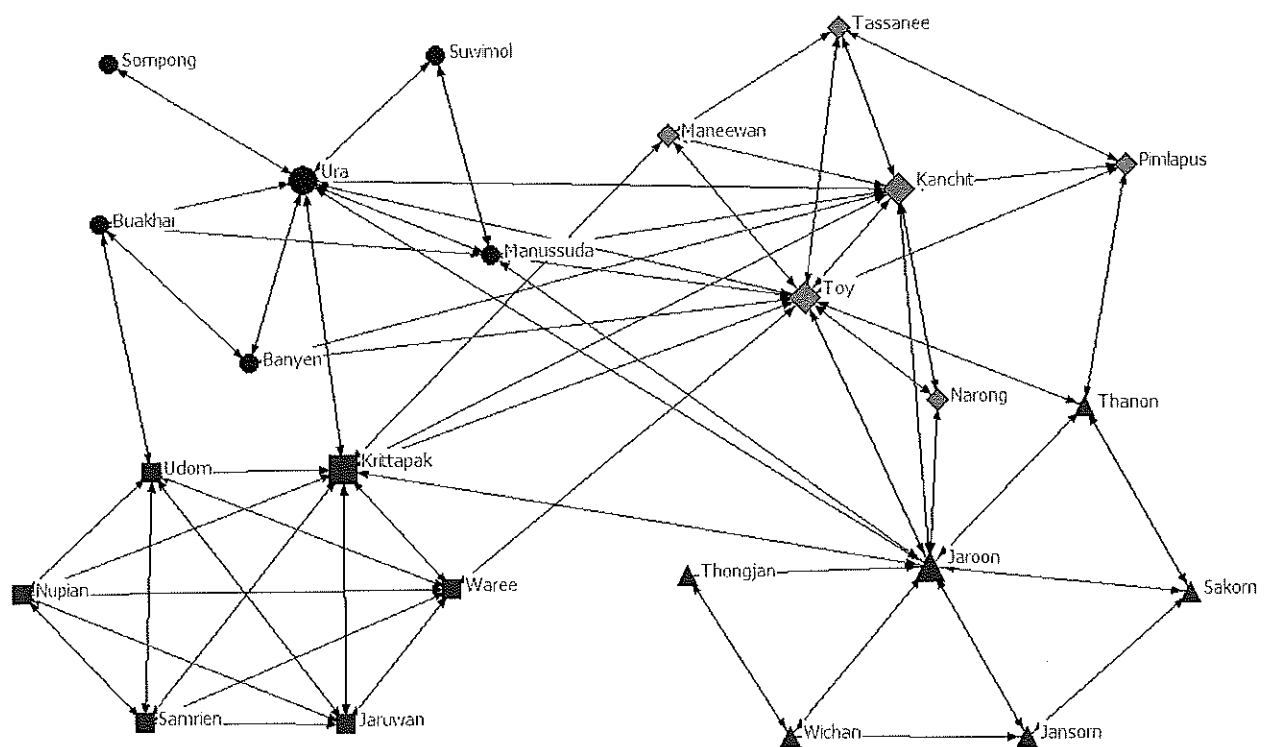 Tassanee
Sompong
Suwimol
Maneewan
Pimlapus
Ura
Kanchit
Buakhai
Manussuda
Toy
Banyen
Narong
Thanon
Udom
Krittapak
Jaroon
Thongjan
Nupian
Waree
Sakorn
Samrien
Jaruwan
Wichan
Jansorn